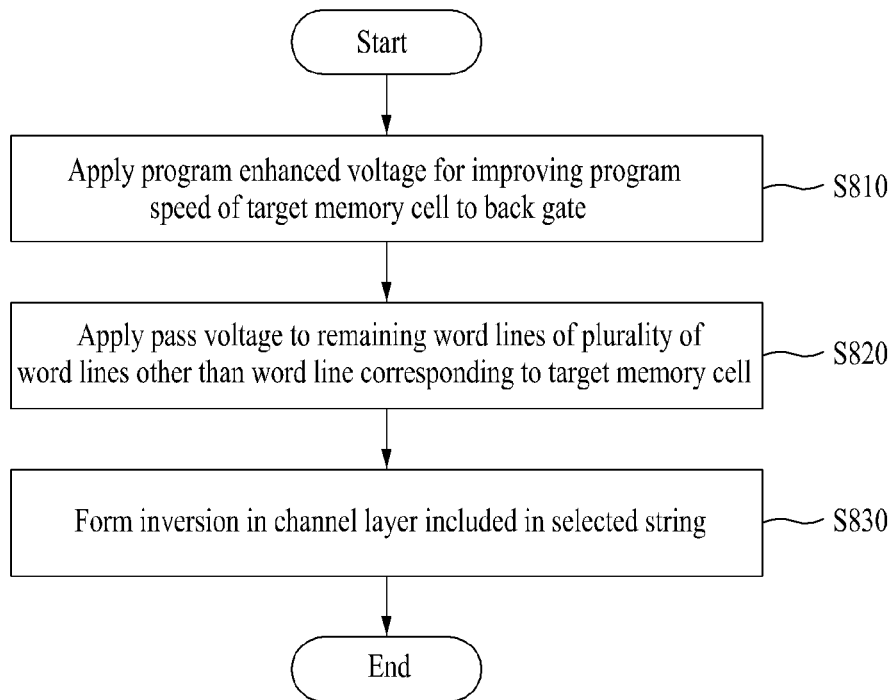 Start
Apply program enhanced voltage for improving program
speed of target memory cell to back gate
S810
Apply pass voltage to remaining word lines of plurality of
word lines other than word line corresponding to target memory cell
S820
Form inversion in channel layer included in selected string
S830
End